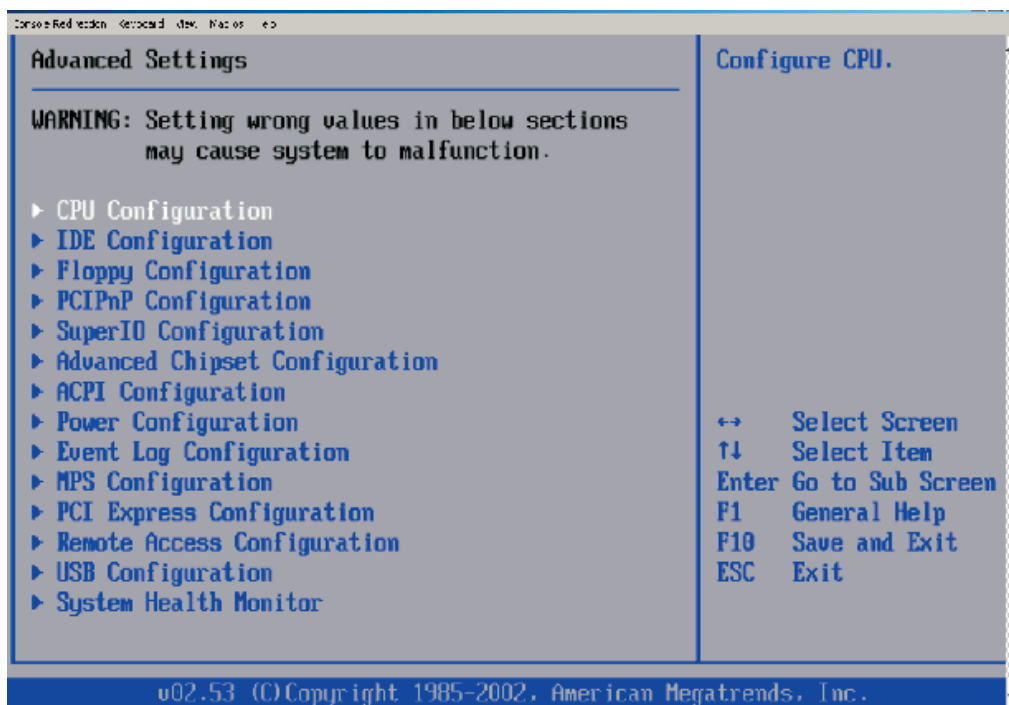 Advanced Settings
WARNING: Setting wrong values in below sections
may cause system to malfunction.
CPU Configuration
IDE Configuration
Floppy Configuration
PCIPnP Configuration
SuperIO Configuration
Advanced Chipset Configuration
ACPI Configuration
Power Configuration
Event Log Configuration
MPS Configuration
PCI Express Configuration
Remote Access Configuration
USB Configuration
System Health Monitor
Configure CPU.
↔ Select Screen
↑↓ Select Item
Enter Go to Sub Screen
F1 General Help
F10 Save and Exit
ESC Exit
v02.53 (C)Copyright 1985-2002, American Megatrends, Inc.